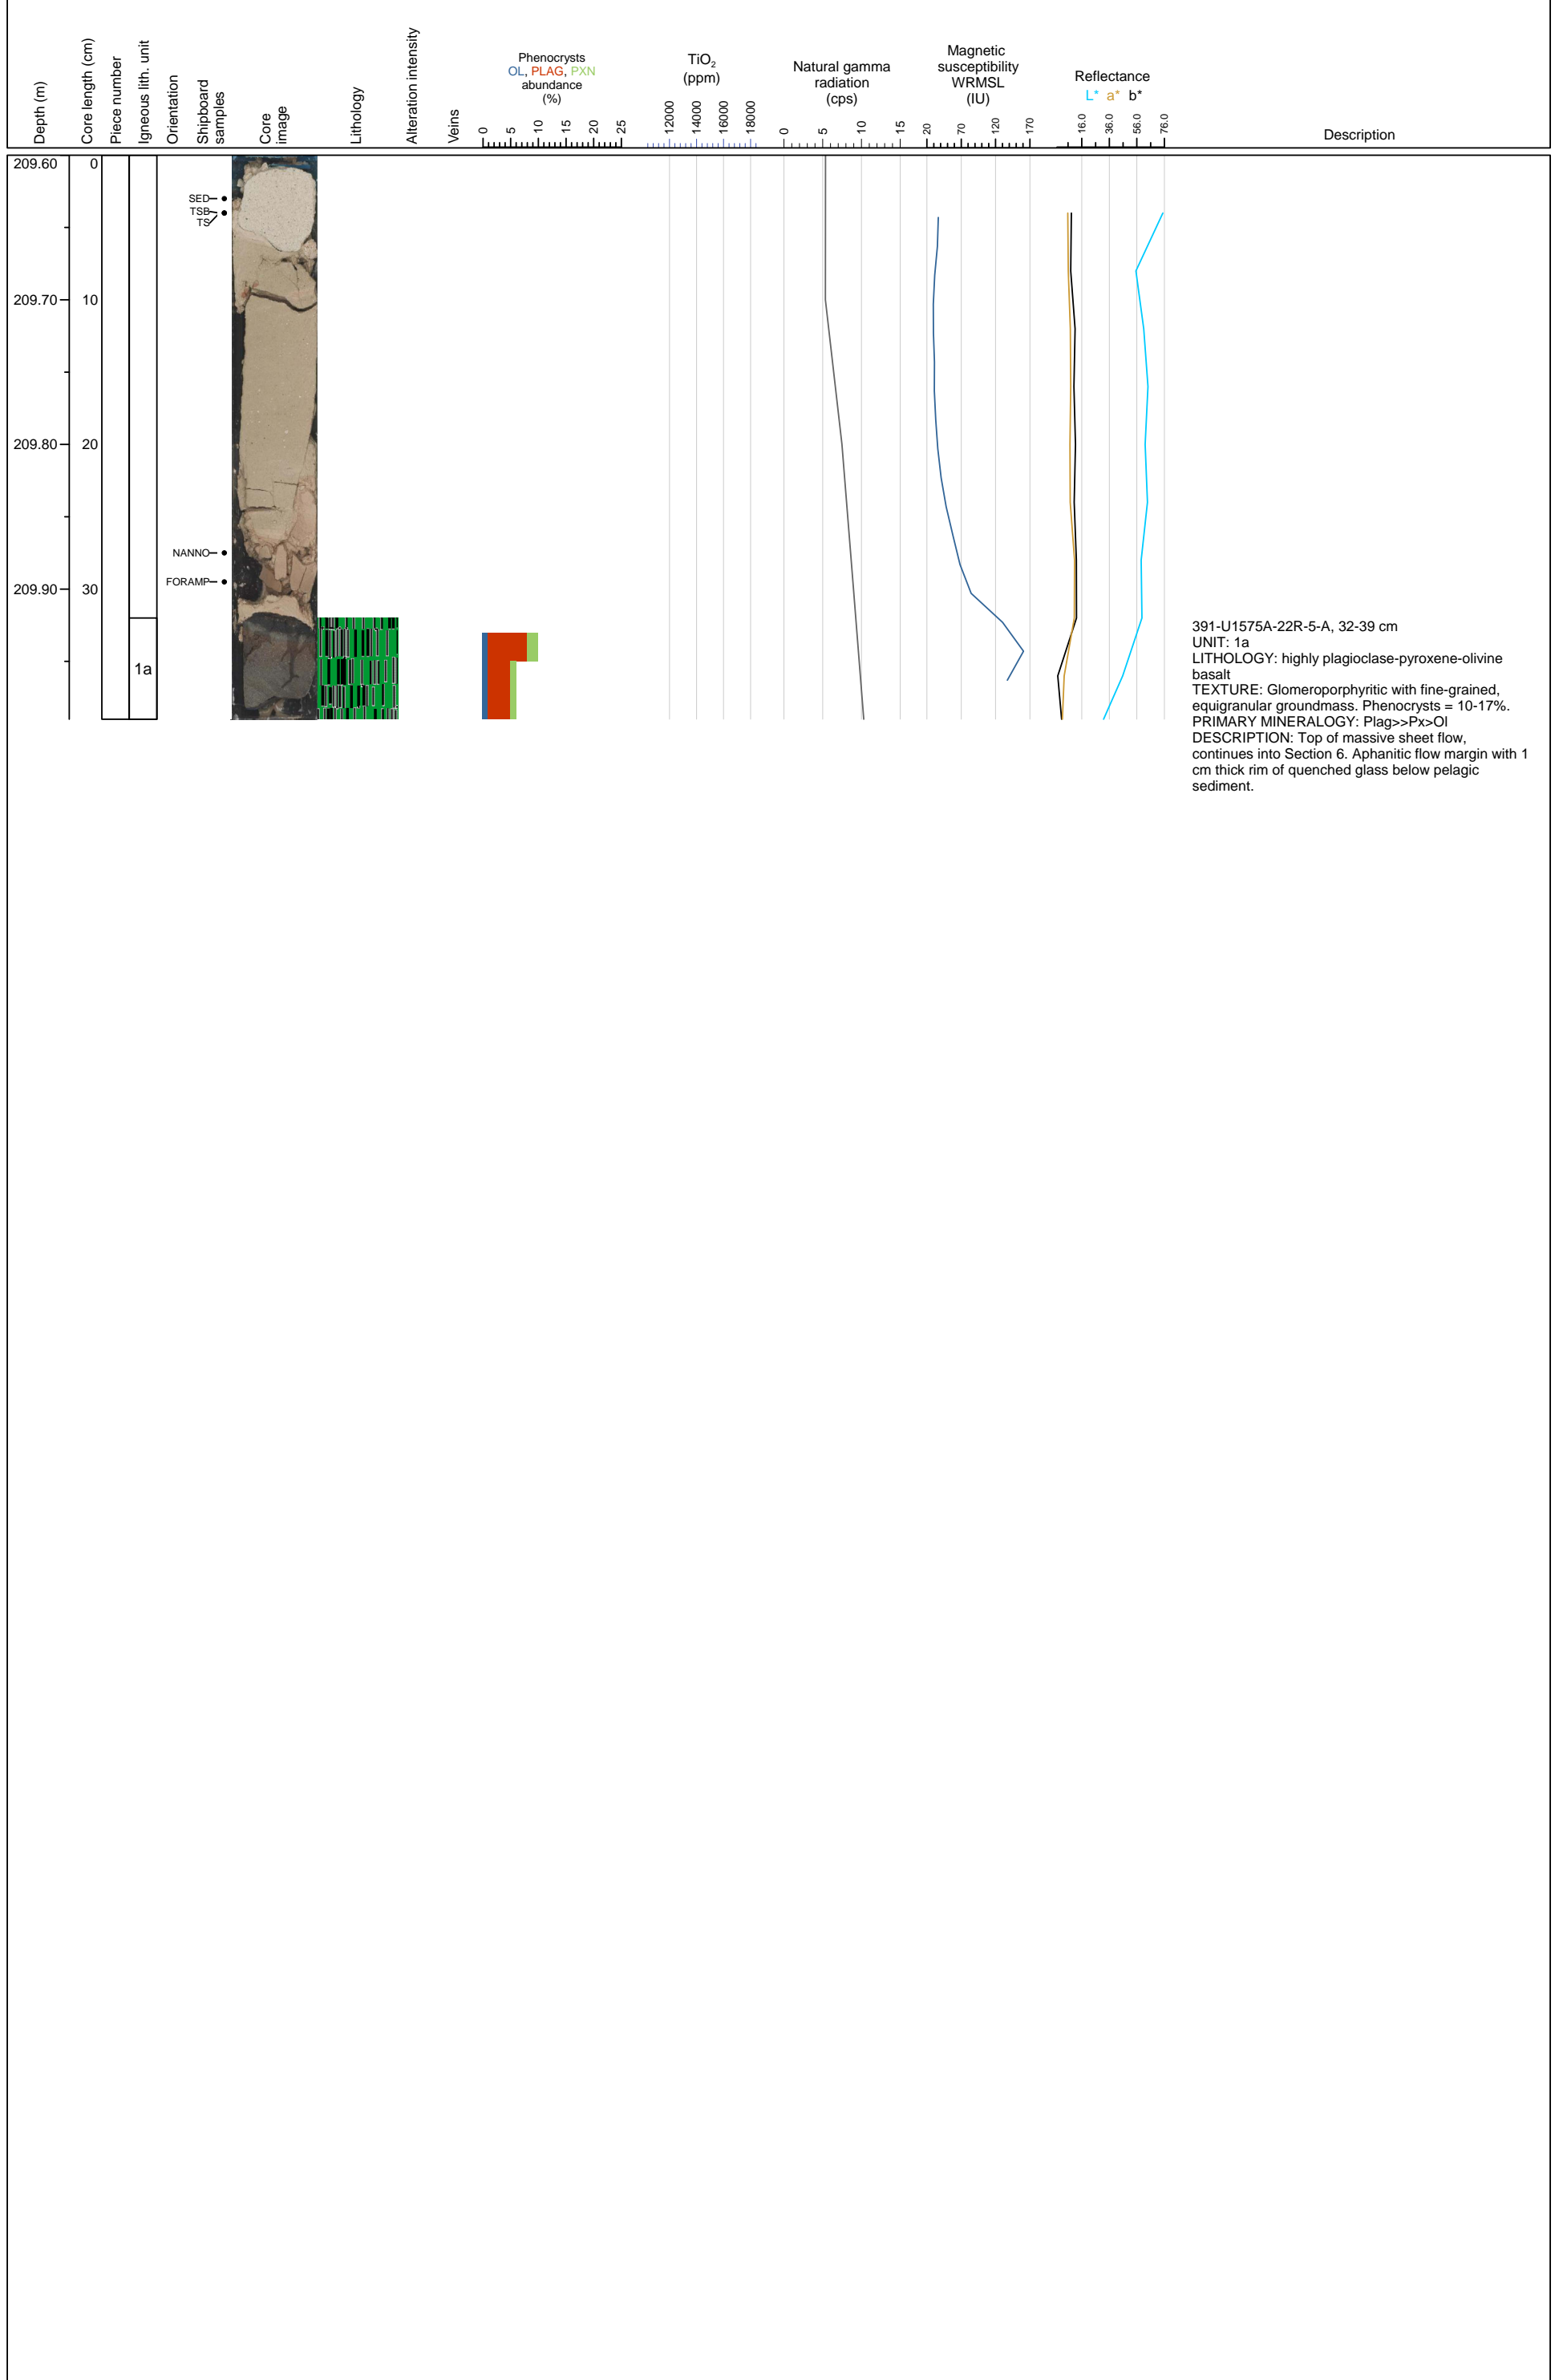 Depth (m)
Core length (cm)
Piece number
Igneous lith. unit
Orientation
Shipboard
samples
Core
image
Lithology
Alteration intensity
Veins
Phenocrysts
OL, PLAG, PXN
abundance
(%)
0 5 10 15 20 25
TiO₂
(ppm)
12000 14000 16000 18000
Natural gamma
radiation
(cps)
0 5 10 15
Magnetic
susceptibility
WRMSL
(IU)
20 70 120 170
Reflectance
L* a* b*
16.0 36.0 56.0 76.0
Description
209.60 0
SED
TSB
TS
209.70 10
209.80 20
NANNO
FORAMP
209.90 30
1a
391-U1575A-22R-5-A, 32-39 cm
UNIT: 1a
LITHOLOGY: highly plagioclase-pyroxene-olivine
basalt
TEXTURE: Glomeroporphyritic with fine-grained,
equigranular groundmass. Phenocrysts = 10-17%.
PRIMARY MINERALOGY: Plag>>Px>Ol
DESCRIPTION: Top of massive sheet flow,
continues into Section 6. Aphanitic flow margin with 1
cm thick rim of quenched glass below pelagic
sediment.